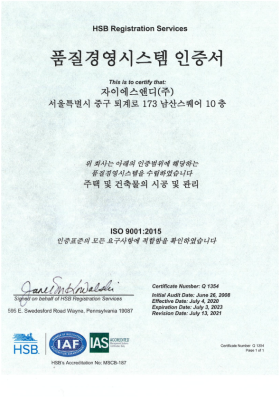 HSB Registration Services
품질경영시스템 인증서
This is to certify that:
자이에스앤디(주)
서울특별시 중구 퇴계로 173 남산스퀘어 10 층
위 회사는 아래의 인증범위에 해당하는
품질경영시스템을 수립하였습니다
주택 및 건축물의 시공 및 관리
ISO 9001:2015
인증표준의 모든 요구사항에 적합함을 확인하였습니다
Signed on behalf of HSB Registration Services
595 E. Swedesford Road Wayne, Pennsylvania 19087
Certificate Number: Q 1354
Initial Audit Date: June 26, 2008
Effective Date: July 4, 2020
Expiration Date: July 3, 2023
Revision Date: July 13, 2021
HSB
IAF
IAS
ACCREDITED
Certificate Number: Q 1354
Page 1 of 1
HSB's Accreditation No: MSCB-187